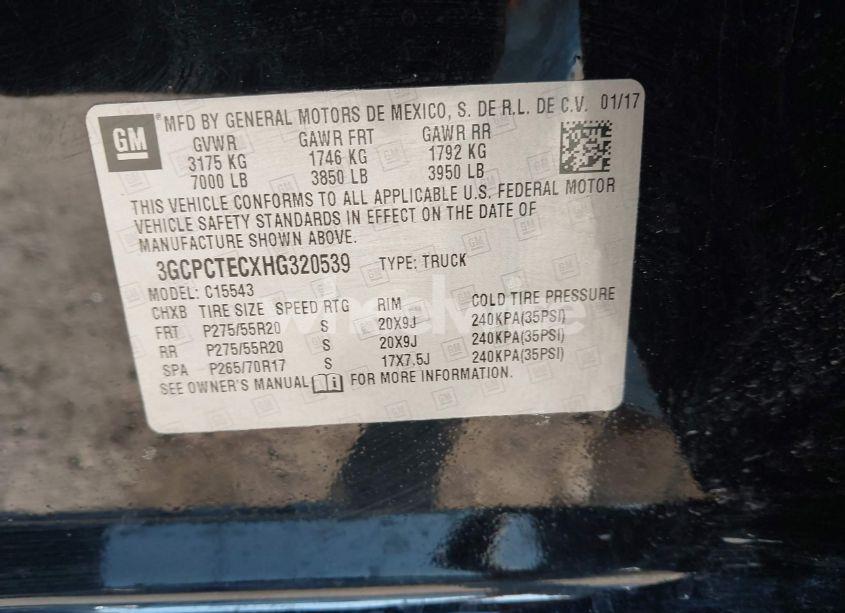 GM
®MFD BY GENERAL MOTORS DE MEXICO, S. DE R.L. DE C.V. 01/17
GVWR GAWR FRT GAWR RR
3175 KG 1746 KG 1792 KG
7000 LB 3850 LB 3950 LB
THIS VEHICLE CONFORMS TO ALL APPLICABLE U.S. FEDERAL MOTOR
VEHICLE SAFETY STANDARDS IN EFFECT ON THE DATE OF
MANUFACTURE SHOWN ABOVE.
3GCPCTECXHG320539 TYPE: TRUCK
MODEL: C15543
CHXB TIRE SIZE SPEED RTG RIM COLD TIRE PRESSURE
FRT P275/55R20 S 20X9J 240KPA(35PSI)
RR P275/55R20 S 20X9J 240KPA(35PSI)
SPA P265/70R17 S 17X7.5J 240KPA(35PSI)
SEE OWNER'S MANUAL FOR MORE INFORMATION.